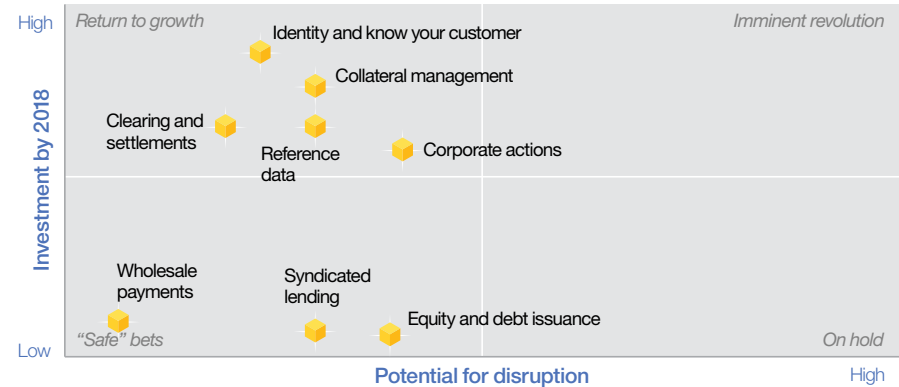 High
Return to growth
Imminent revolution
Identity and know your customer
Collateral management
Clearing and
settlements
Reference
data
Corporate actions
Investment by 2018
Wholesale
payments
Syndicated
lending
Equity and debt issuance
"Safe" bets
On hold
Low
Potential for disruption
High